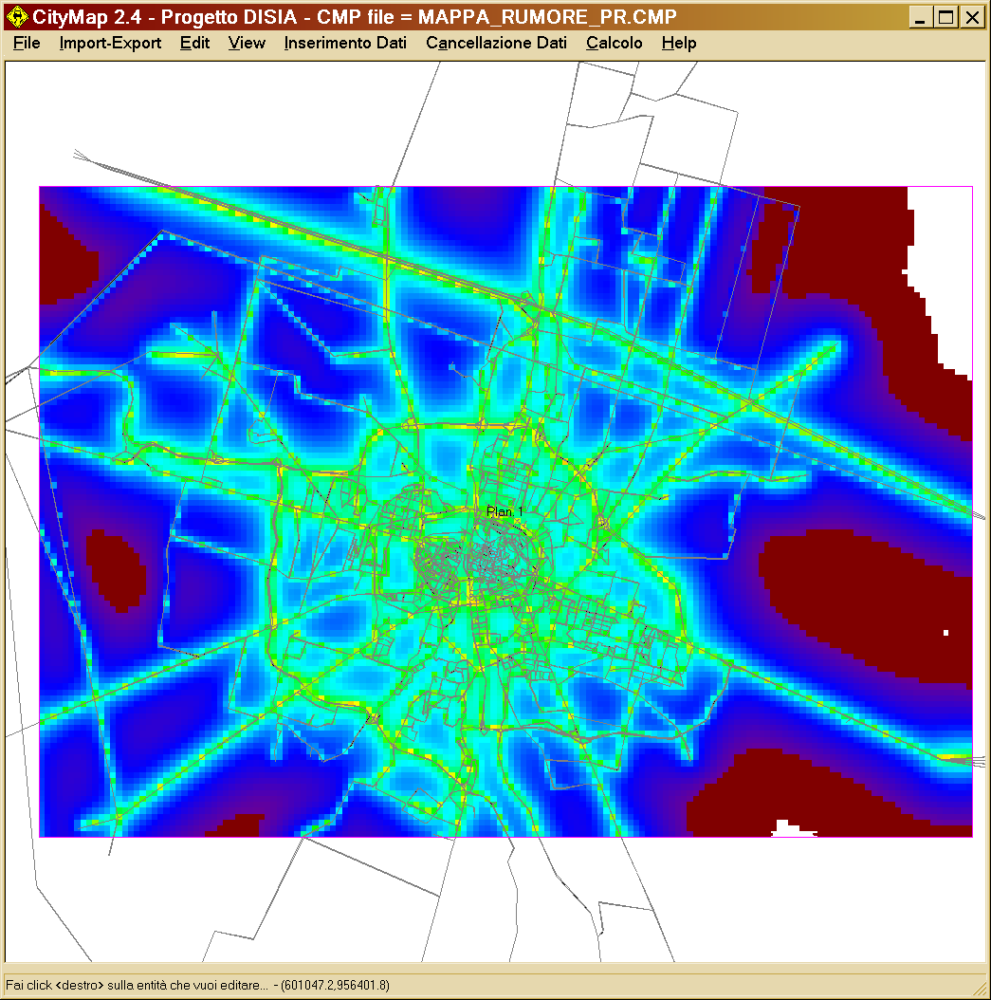 CityMap 2.4 - Progetto DISIA - CMP file = MAPPA_RUMORE_PR.CMP
File Import-Export Edit View Inserimento Dati Cancellazione Dati Calcolo Help
Plan 1
Fai click <destro> sulla entità che vuoi editare... - (601047.2,956401.8)